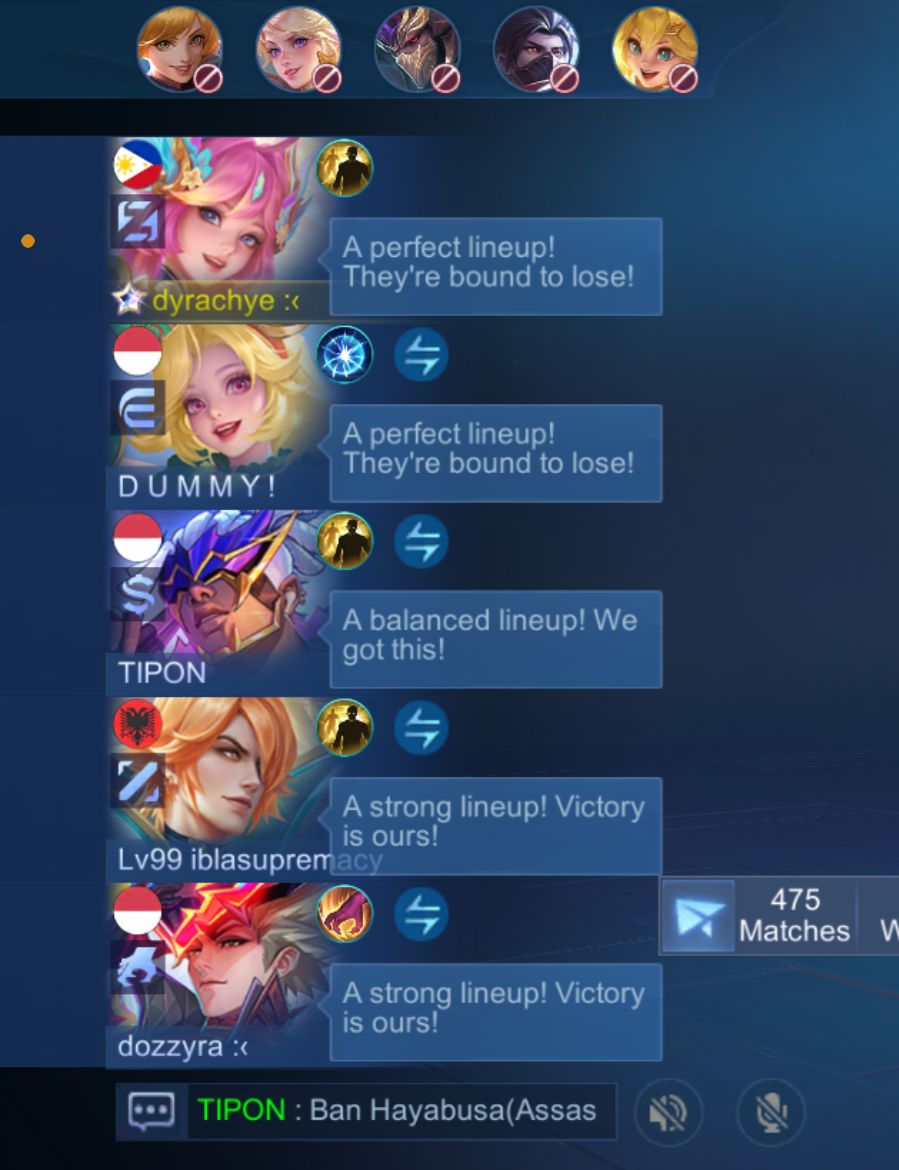 A perfect lineup!
They're bound to lose!
dyrachye :‹
A perfect lineup!
They're bound to lose!
D U M M Y !
A balanced lineup! We
got this!
TIPON
A strong lineup! Victory
is ours!
Lv99 iblasupremacy
475
Matches
W
A strong lineup! Victory
is ours!
dozzyra :‹
TIPON : Ban Hayabusa(Assas